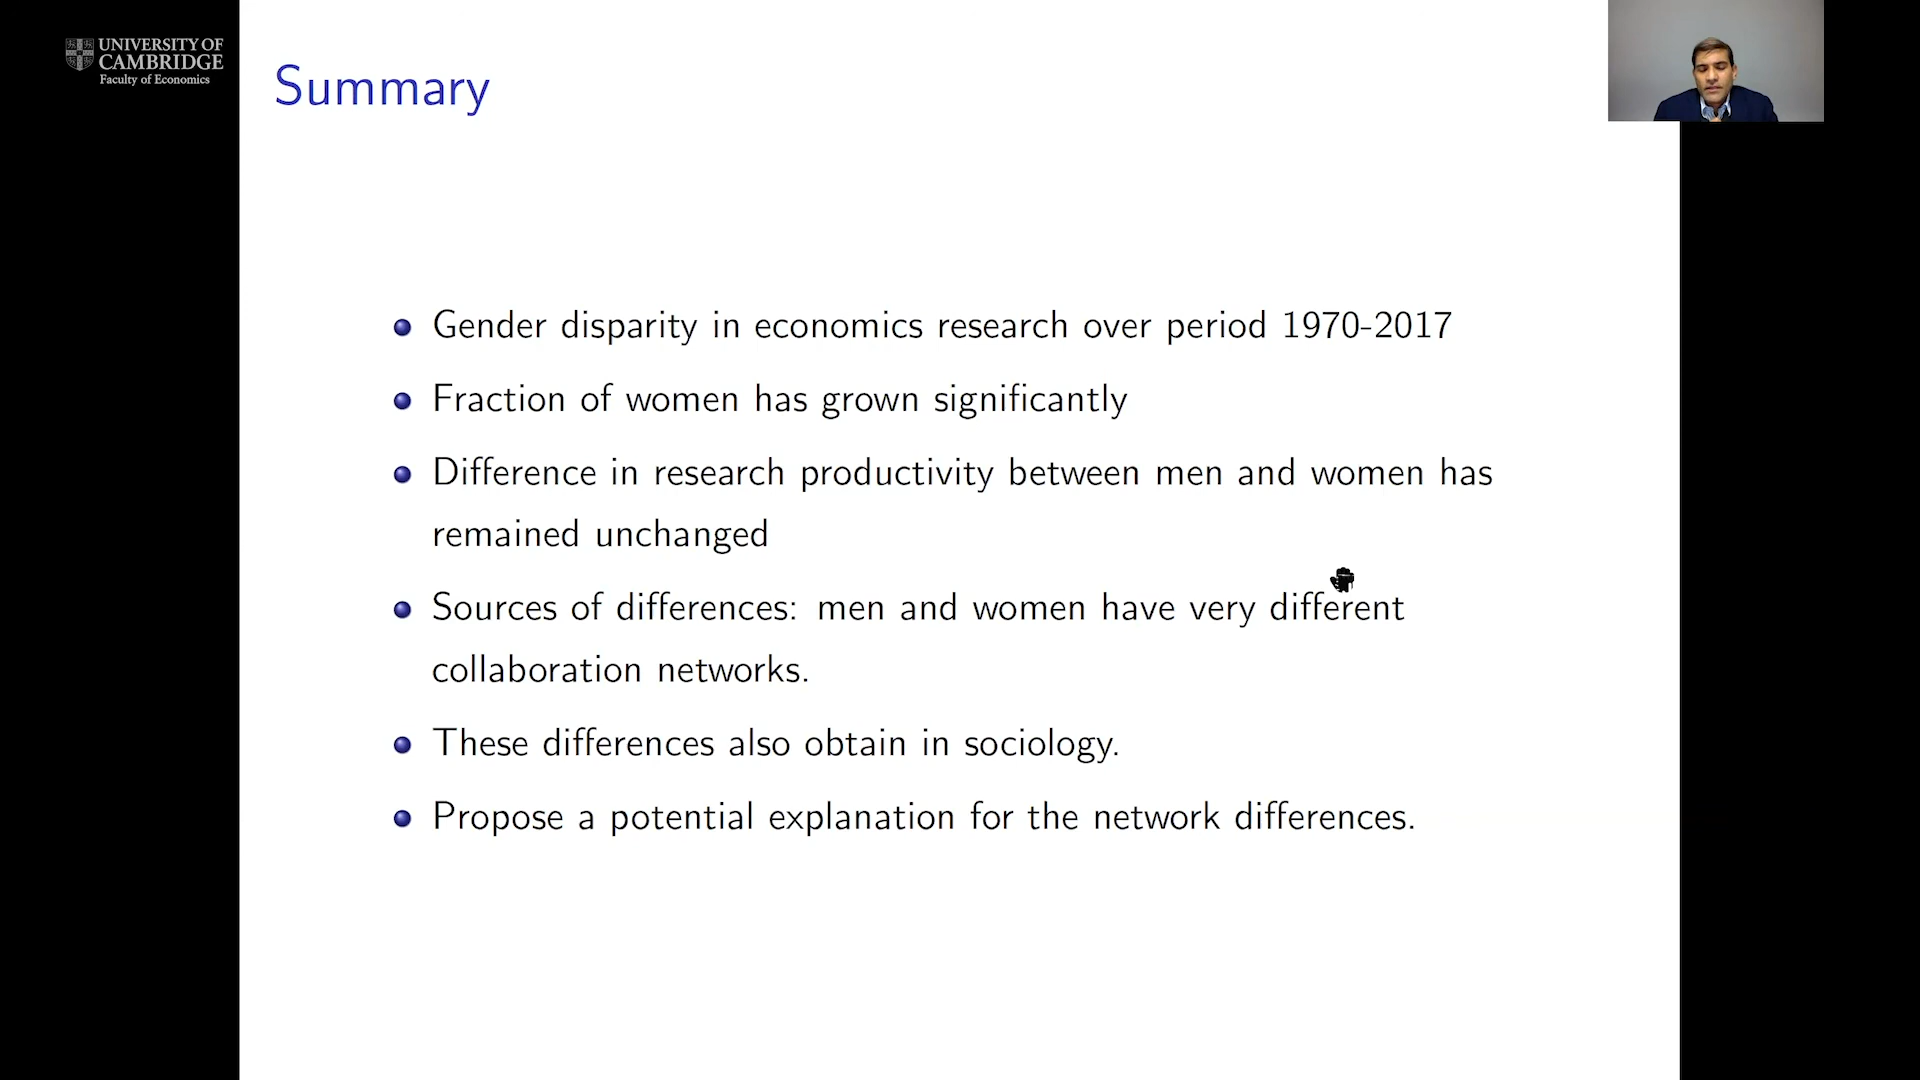 UNIVERSITY OF
CAMBRIDGE
Faculty of Economics
Summary
Gender disparity in economics research over period 1970-2017
Fraction of women has grown significantly
Difference in research productivity between men and women has
remained unchanged
Sources of differences: men and women have very different
collaboration networks.
These differences also obtain in sociology.
Propose a potential explanation for the network differences.